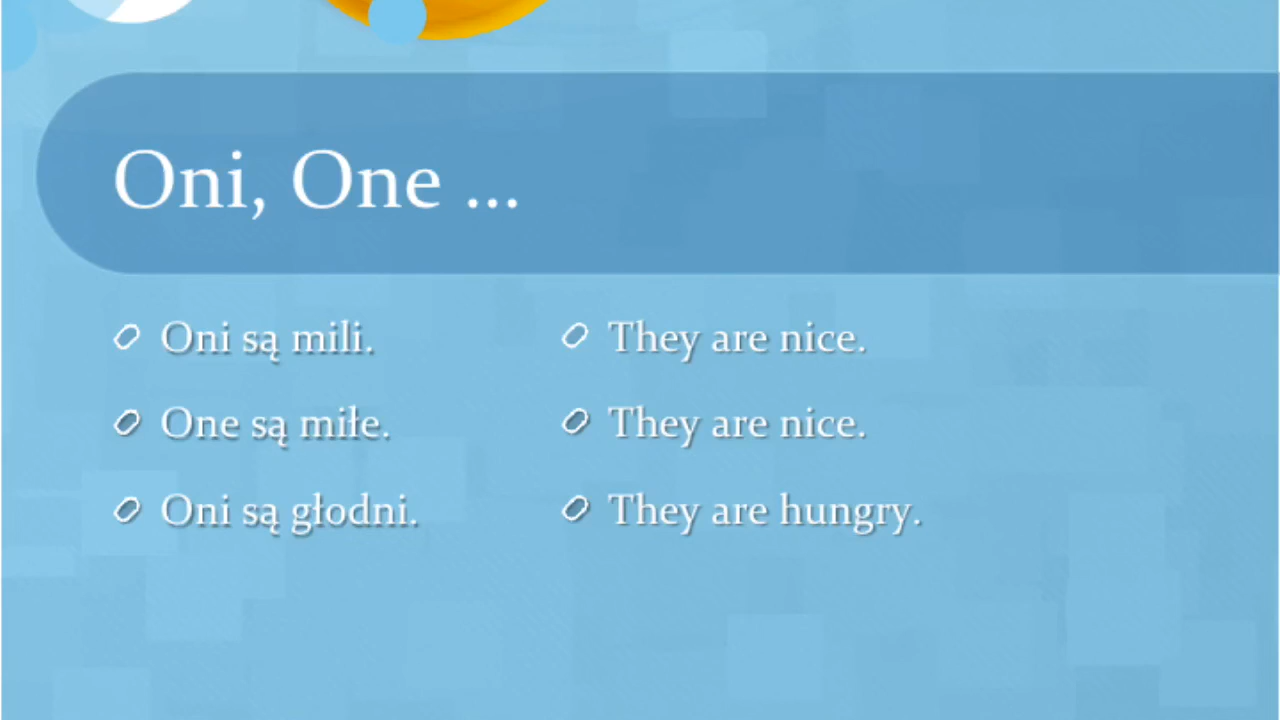 Oni, One ...
Oni są mili.
They are nice.
One są miłe.
They are nice.
Oni są głodni.
They are hungry.